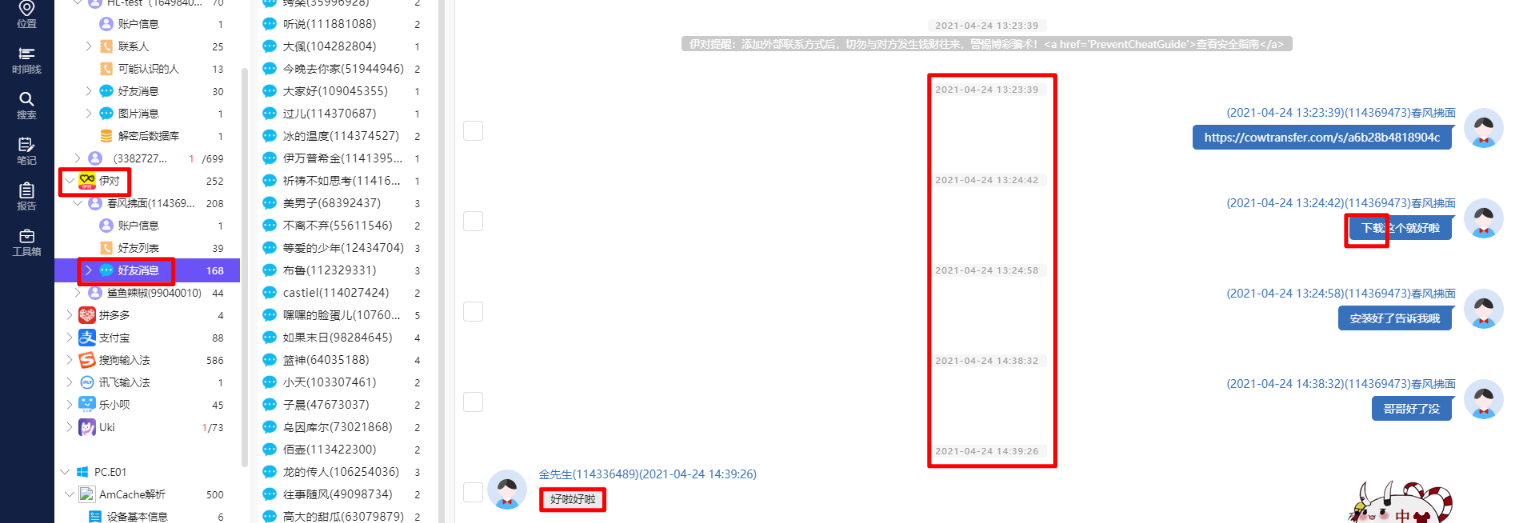 位置
时间线
搜索
笔记
报告
工具箱
HL-test (1649840... 70
账户信息 1
联系人 25
可能认识的人 13
好友消息 30
图片消息 1
解密后数据库 1
(3382727... 1 /699
伊对 252
春风拂面(114369... 208
账户信息 1
好友列表 39
好友消息 168
鲨鱼辣椒(99040010) 44
拼多多 4
支付宝 88
搜狗输入法 586
讯飞输入法 1
乐小呗 45
Uki 1/73
PC.E01
AmCache解析 500
设备基本信息 6
(35996928) 2
听说(111881088) 2
大佩(104282804) 1
今晚去你家(51944946) 2
大家好(109045355) 1
过儿(114370687) 1
冰的温度(114374527) 2
伊万普希金(1141395... 1
祈祷不如思考(11416... 1
美男子(68392437) 3
不离不弃(55611546) 2
等爱的少年(12434704) 3
布鲁(112329331) 3
castiel(114027424) 2
嘿嘿的脸蛋儿(10760... 5
如果末日(98284645) 4
篮神(64035188) 4
小天(103307461) 2
子晨(47673037) 2
乌因库尔(73021868) 2
佰壶(113422300) 2
龙的传人(106254036) 3
往事随风(49098734) 2
高大的甜瓜(63079879) 2
2021-04-24 13:23:39
伊对提醒：添加外部联系方式后，切勿与对方发生钱财往来，警惕博彩骗术！<a href='PreventCheatGuide'>查看安全指南</a>
2021-04-24 13:23:39
(2021-04-24 13:23:39)(114369473)春风拂面
https://cowtransfer.com/s/a6b28b4818904c
2021-04-24 13:24:42
(2021-04-24 13:24:42)(114369473)春风拂面
下载这个就好啦
2021-04-24 13:24:58
(2021-04-24 13:24:58)(114369473)春风拂面
安装好了告诉我哦
2021-04-24 14:38:32
(2021-04-24 14:38:32)(114369473)春风拂面
哥哥好了没
2021-04-24 14:39:26
金先生(114336489)(2021-04-24 14:39:26)
好啦好啦
中